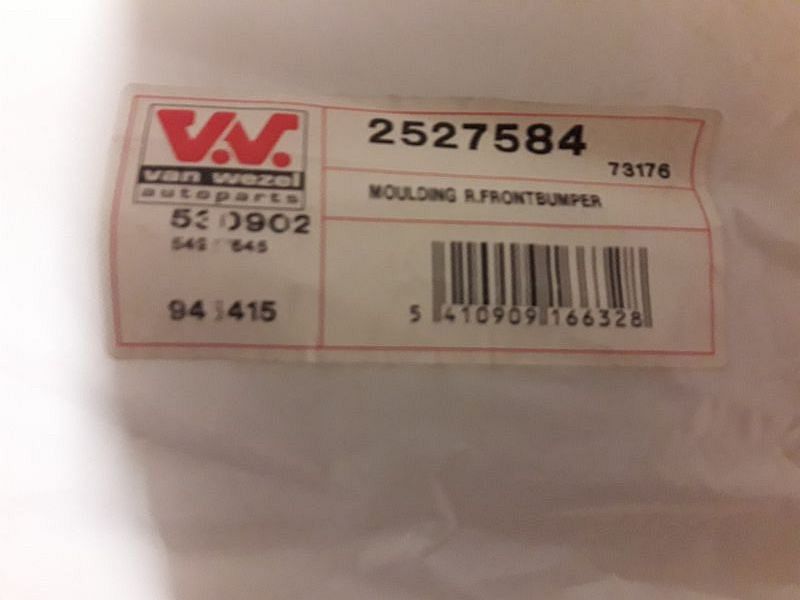 V.W.
van wezel
autoparts
2527584
73176
MOULDING R.FRONTBUMPER
5 410909 166328